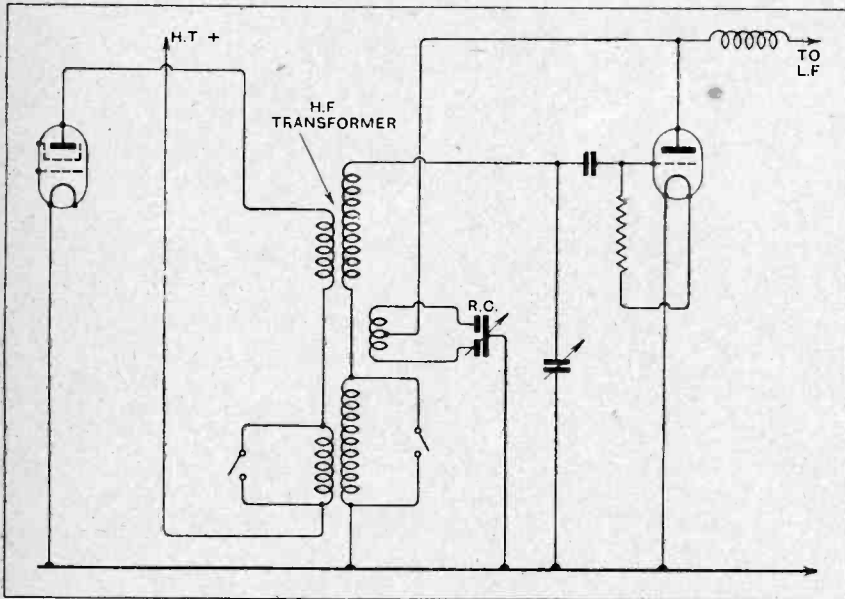 H.T +
H.F
TRANSFORMER
TO
L.F
R.C.